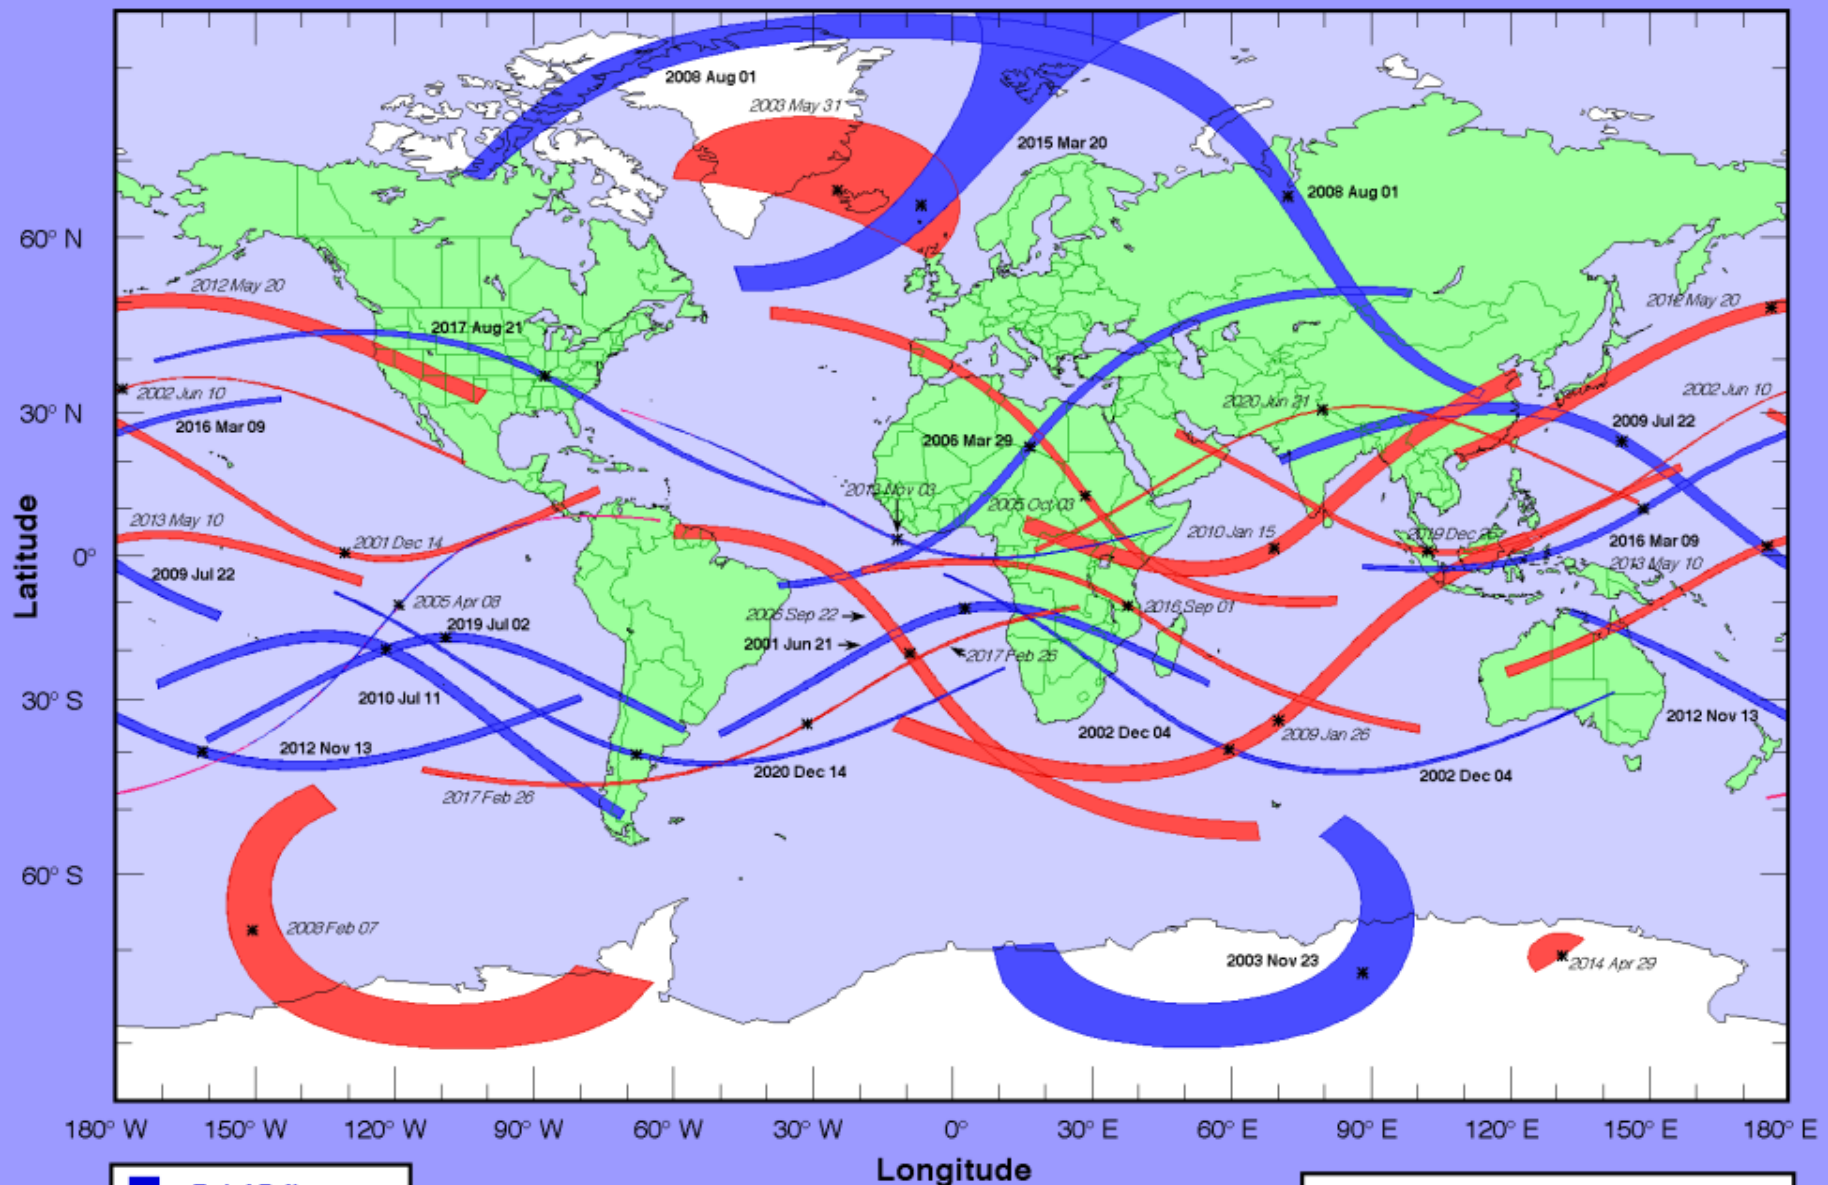 2008 Aug 01
2003 May 31
2015 Mar 20
2008 Aug 01
60° N
2012 May 20
2012 May 20
2017 Aug 21
2002 Jun 10
2002 Jun 10
2020 Jun 21
30° N
2016 Mar 09
2009 Jul 22
2006 Mar 29
2013 Nov 03
2005 Oct 03
2013 May 10
2010 Jan 15
2019 Dec 26
2001 Dec 14
2016 Mar 09
0°
2013 May 10
2009 Jul 22
Latitude
2005 Apr 08
2016 Sep 01
2006 Sep 22
2019 Jul 02
2001 Jun 21
2017 Feb 26
30° S
2010 Jul 11
2012 Nov 13
2002 Dec 04
2009 Jan 26
2012 Nov 13
2020 Dec 14
2002 Dec 04
2017 Feb 26
60° S
2008 Feb 07
2003 Nov 23
2014 Apr 29
180° W 150° W 120° W 90° W 60° W 30° W 0° 30° E 60° E 90° E 120° E 150° E 180° E
Longitude